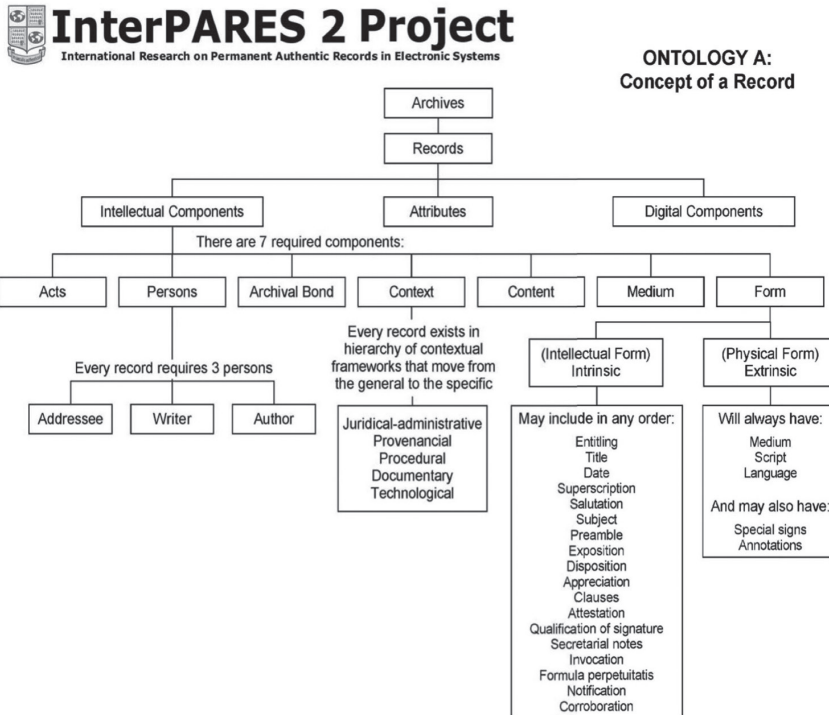 InterPARES 2 Project
International Research on Permanent Authentic Records in Electronic Systems
ONTOLOGY A:
Concept of a Record
Archives
Records
Intellectual Components
Attributes
Digital Components
There are 7 required components:
Acts
Persons
Archival Bond
Context
Content
Medium
Form
Every record requires 3 persons
Addressee
Writer
Author
Every record exists in
hierarchy of contextual
frameworks that move from
the general to the specific
Juridical-administrative
Provenancial
Procedural
Documentary
Technological
(Intellectual Form)
Intrinsic
May include in any order:
Entitling
Title
Date
Superscription
Salutation
Subject
Preamble
Exposition
Disposition
Appreciation
Clauses
Attestation
Qualification of signature
Secretarial notes
Invocation
Formula perpetuitatis
Notification
Corroboration
(Physical Form)
Extrinsic
Will always have:
Medium
Script
Language
And may also have:
Special signs
Annotations